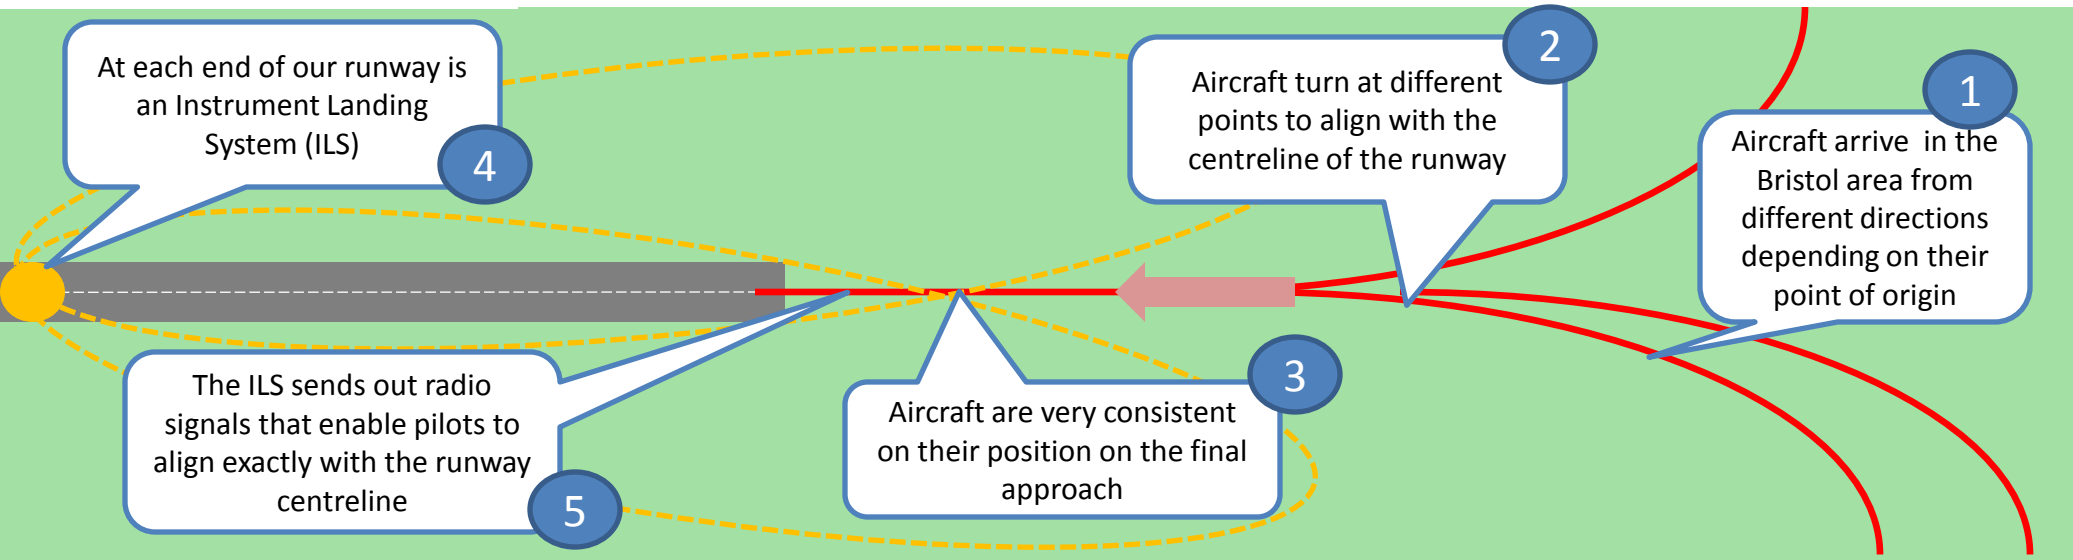 1
Aircraft arrive in the
Bristol area from
different directions
depending on their
point of origin
2
Aircraft turn at different
points to align with the
centreline of the runway
3
Aircraft are very consistent
on their position on the final
approach
4
At each end of our runway is
an Instrument Landing
System (ILS)
5
The ILS sends out radio
signals that enable pilots to
align exactly with the runway
centreline